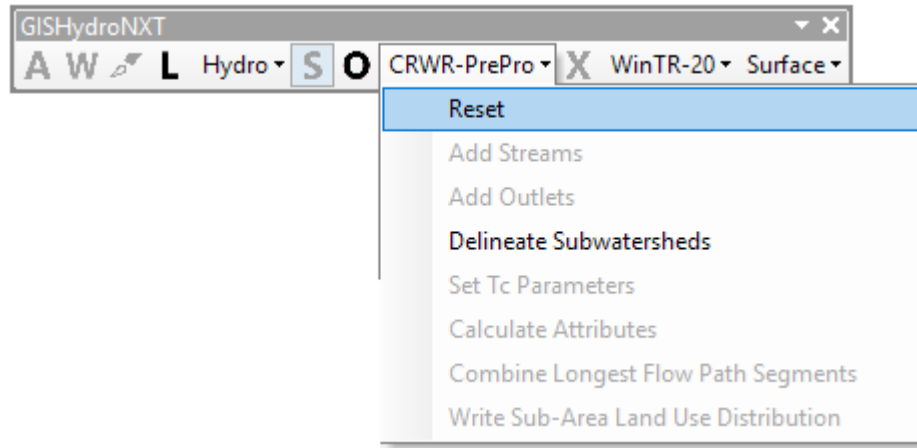 GISHydroNXT
A W L Hydro S O CRWR-PrePro X WinTR-20 Surface
Reset
Add Streams
Add Outlets
Delineate Subwatersheds
Set Tc Parameters
Calculate Attributes
Combine Longest Flow Path Segments
Write Sub-Area Land Use Distribution